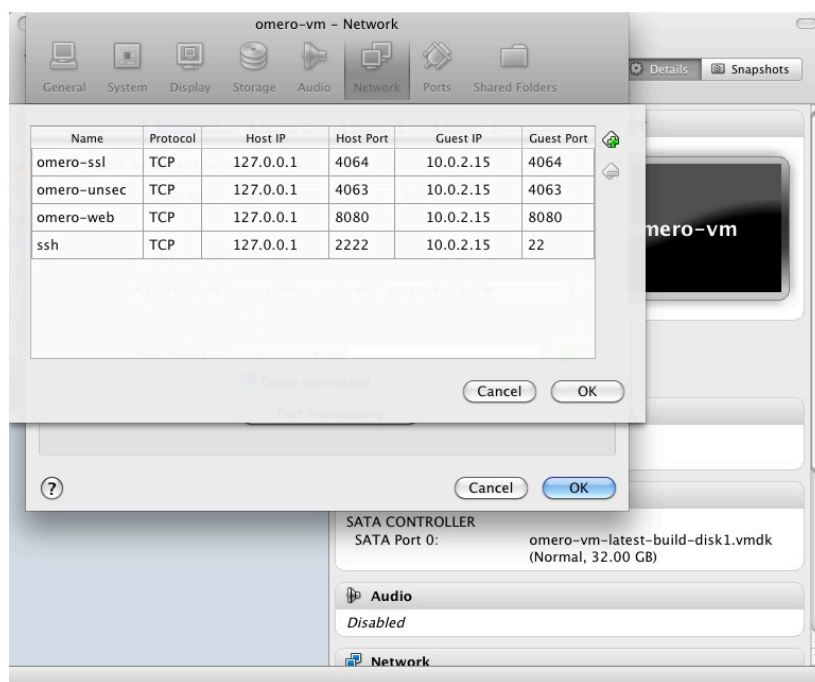 omero-vm – Network
General System Display Storage Audio Network Ports Shared Folders
Details Snapshots
Name Protocol Host IP Host Port Guest IP Guest Port
omero-ssl TCP 127.0.0.1 4064 10.0.2.15 4064
omero-unsec TCP 127.0.0.1 4063 10.0.2.15 4063
omero-web TCP 127.0.0.1 8080 10.0.2.15 8080
ssh TCP 127.0.0.1 2222 10.0.2.15 22
mero-vm
Cable connected
Port Forwarding
Cancel OK
? Cancel OK
SATA CONTROLLER
SATA Port 0: omero-vm-latest-build-disk1.vmdk
(Normal, 32.00 GB)
Audio
Disabled
Network